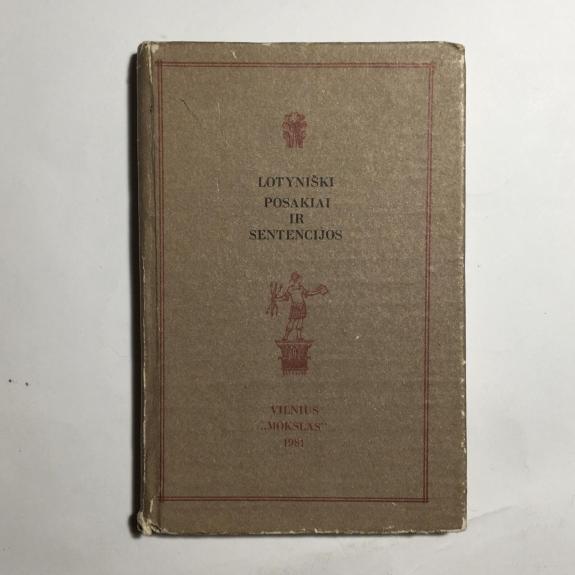 LOTYNIŠKI
POSAKIAI
IR
SENTENCIJOS
VILNIUS
„MOKSLAS“
1981